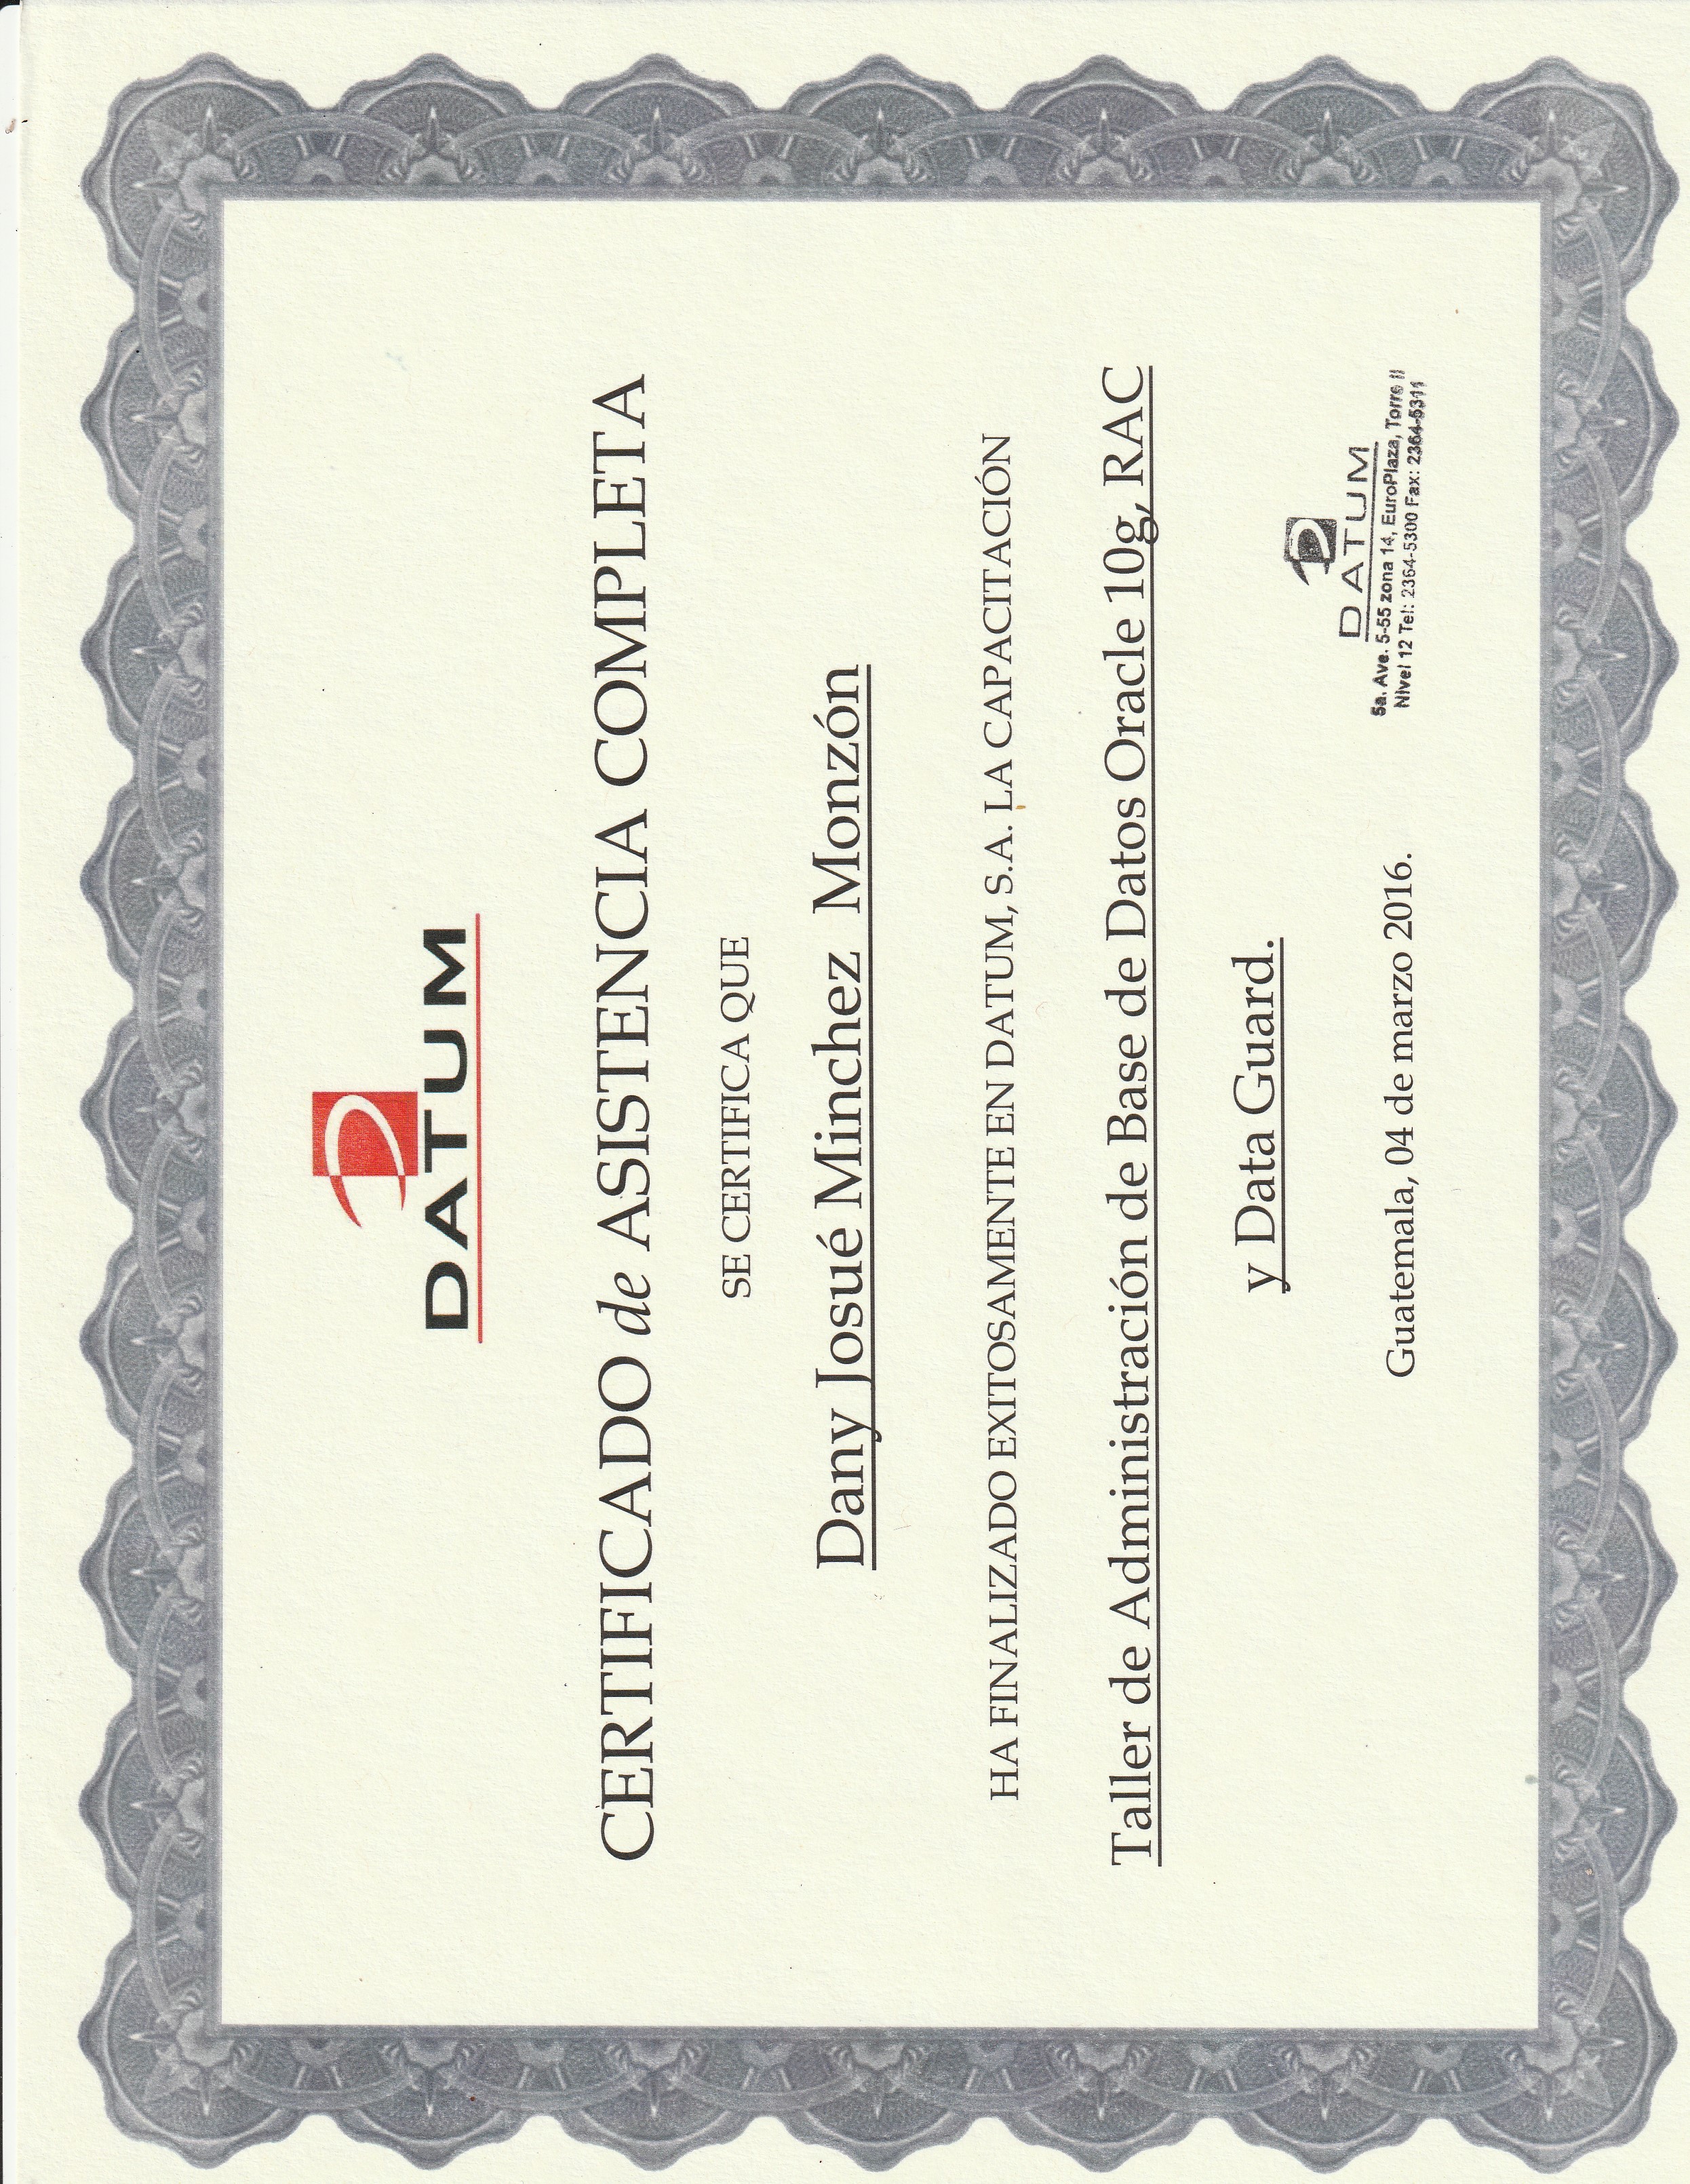 DATUM
CERTIFICADO de ASISTENCIA COMPLETA
SE CERTIFICA QUE
Dany Josué Minchez Monzón
HA FINALIZADO EXITOSAMENTE EN DATUM, S.A. LA CAPACITACIÓN
Taller de Administración de Base de Datos Oracle 10g, RAC
y Data Guard.
Guatemala, 04 de marzo 2016.
DATUM
5a. Ave. 5-55 zona 14, EuroPlaza, Torre II
Nivel 12 Tel: 2364-5300 Fax: 2364-5311